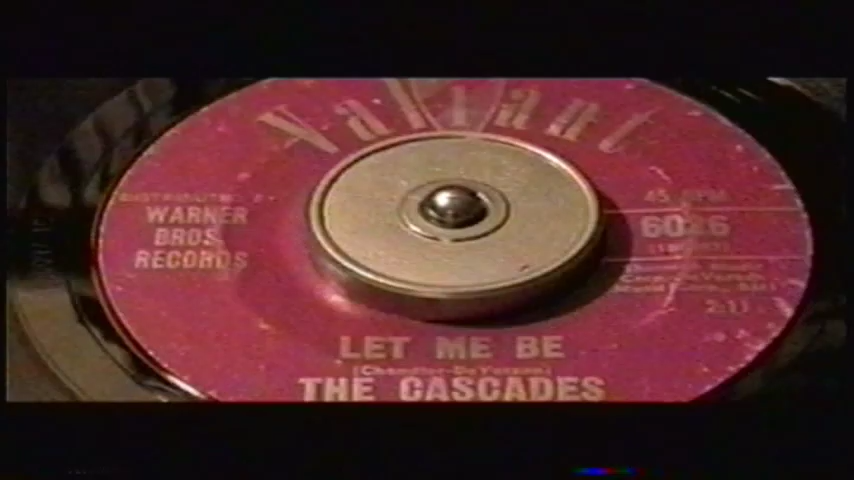 Valiant
WARNER
BROS.
RECORDS
45 RPM
6026
2:11
LET ME BE
THE CASCADES